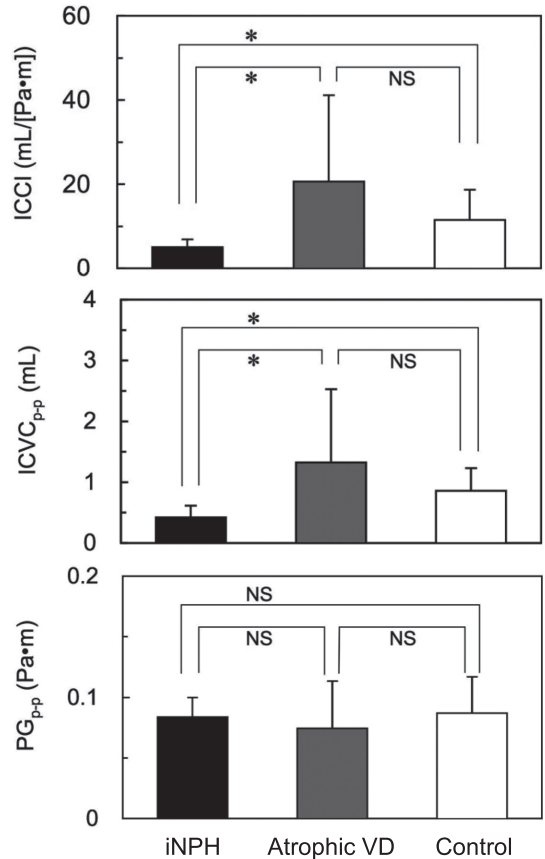 ICCI (mL/[Pa•m])
60
40
20
0
*
*
NS
ICVCp-p (mL)
4
3
2
1
0
*
*
NS
PGp-p (Pa•m)
0.2
0.1
0
NS
NS
NS
iNPH Atrophic VD Control